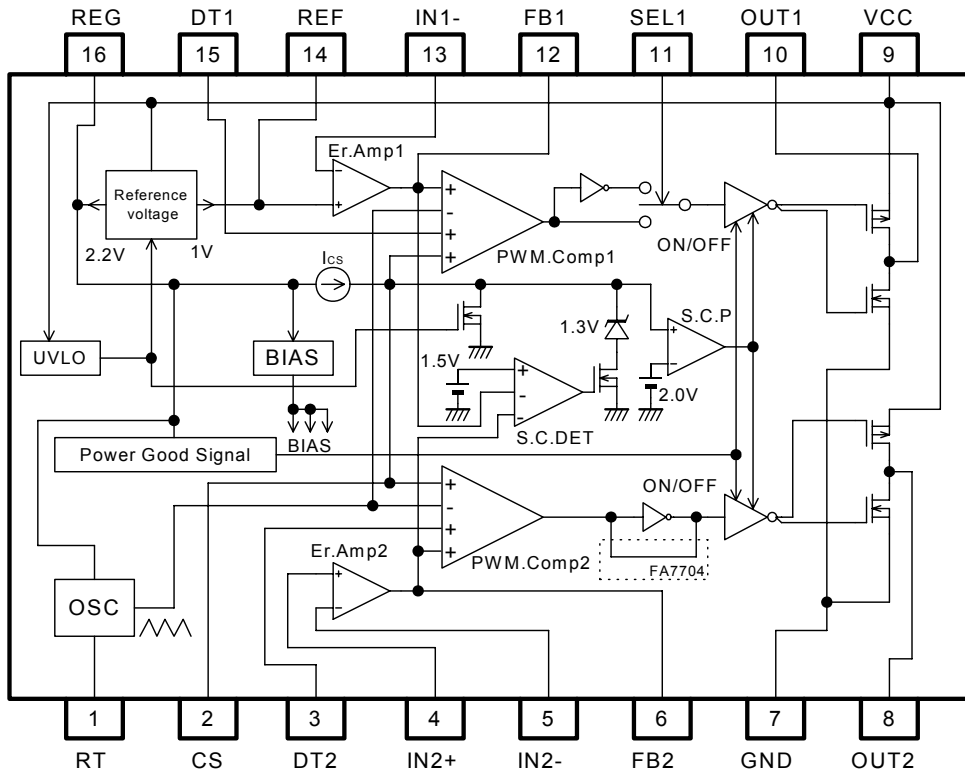 REG DT1 REF IN1- FB1 SEL1 OUT1 VCC
16 15 14 13 12 11 10 9
Er.Amp1
-
+
Reference
voltage
2.2V 1V
+
-
+
+
PWM.Comp1
ON/OFF
ICS
S.C.P
1.3V
+
-
UVLO
BIAS
1.5V
+
-
-
2.0V
S.C.DET
BIAS
Power Good Signal
ON/OFF
+
-
+
+
Er.Amp2
PWM.Comp2
FA7704
+
-
OSC
1 2 3 4 5 6 7 8
RT CS DT2 IN2+ IN2- FB2 GND OUT2